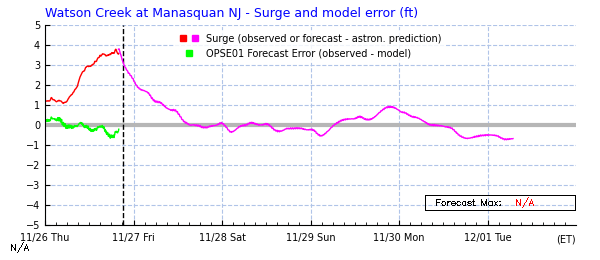 Watson Creek at Manasquan NJ - Surge and model error (ft)
5
Surge (observed or forecast - astron. prediction)
4
OPSE01 Forecast Error (observed - model)
3
2
1
0
−1
−2
−3
−4
Forecast Max: N/A
−5
11/26 Thu 11/27 Fri 11/28 Sat 11/29 Sun 11/30 Mon 12/01 Tue (ET)
N/A